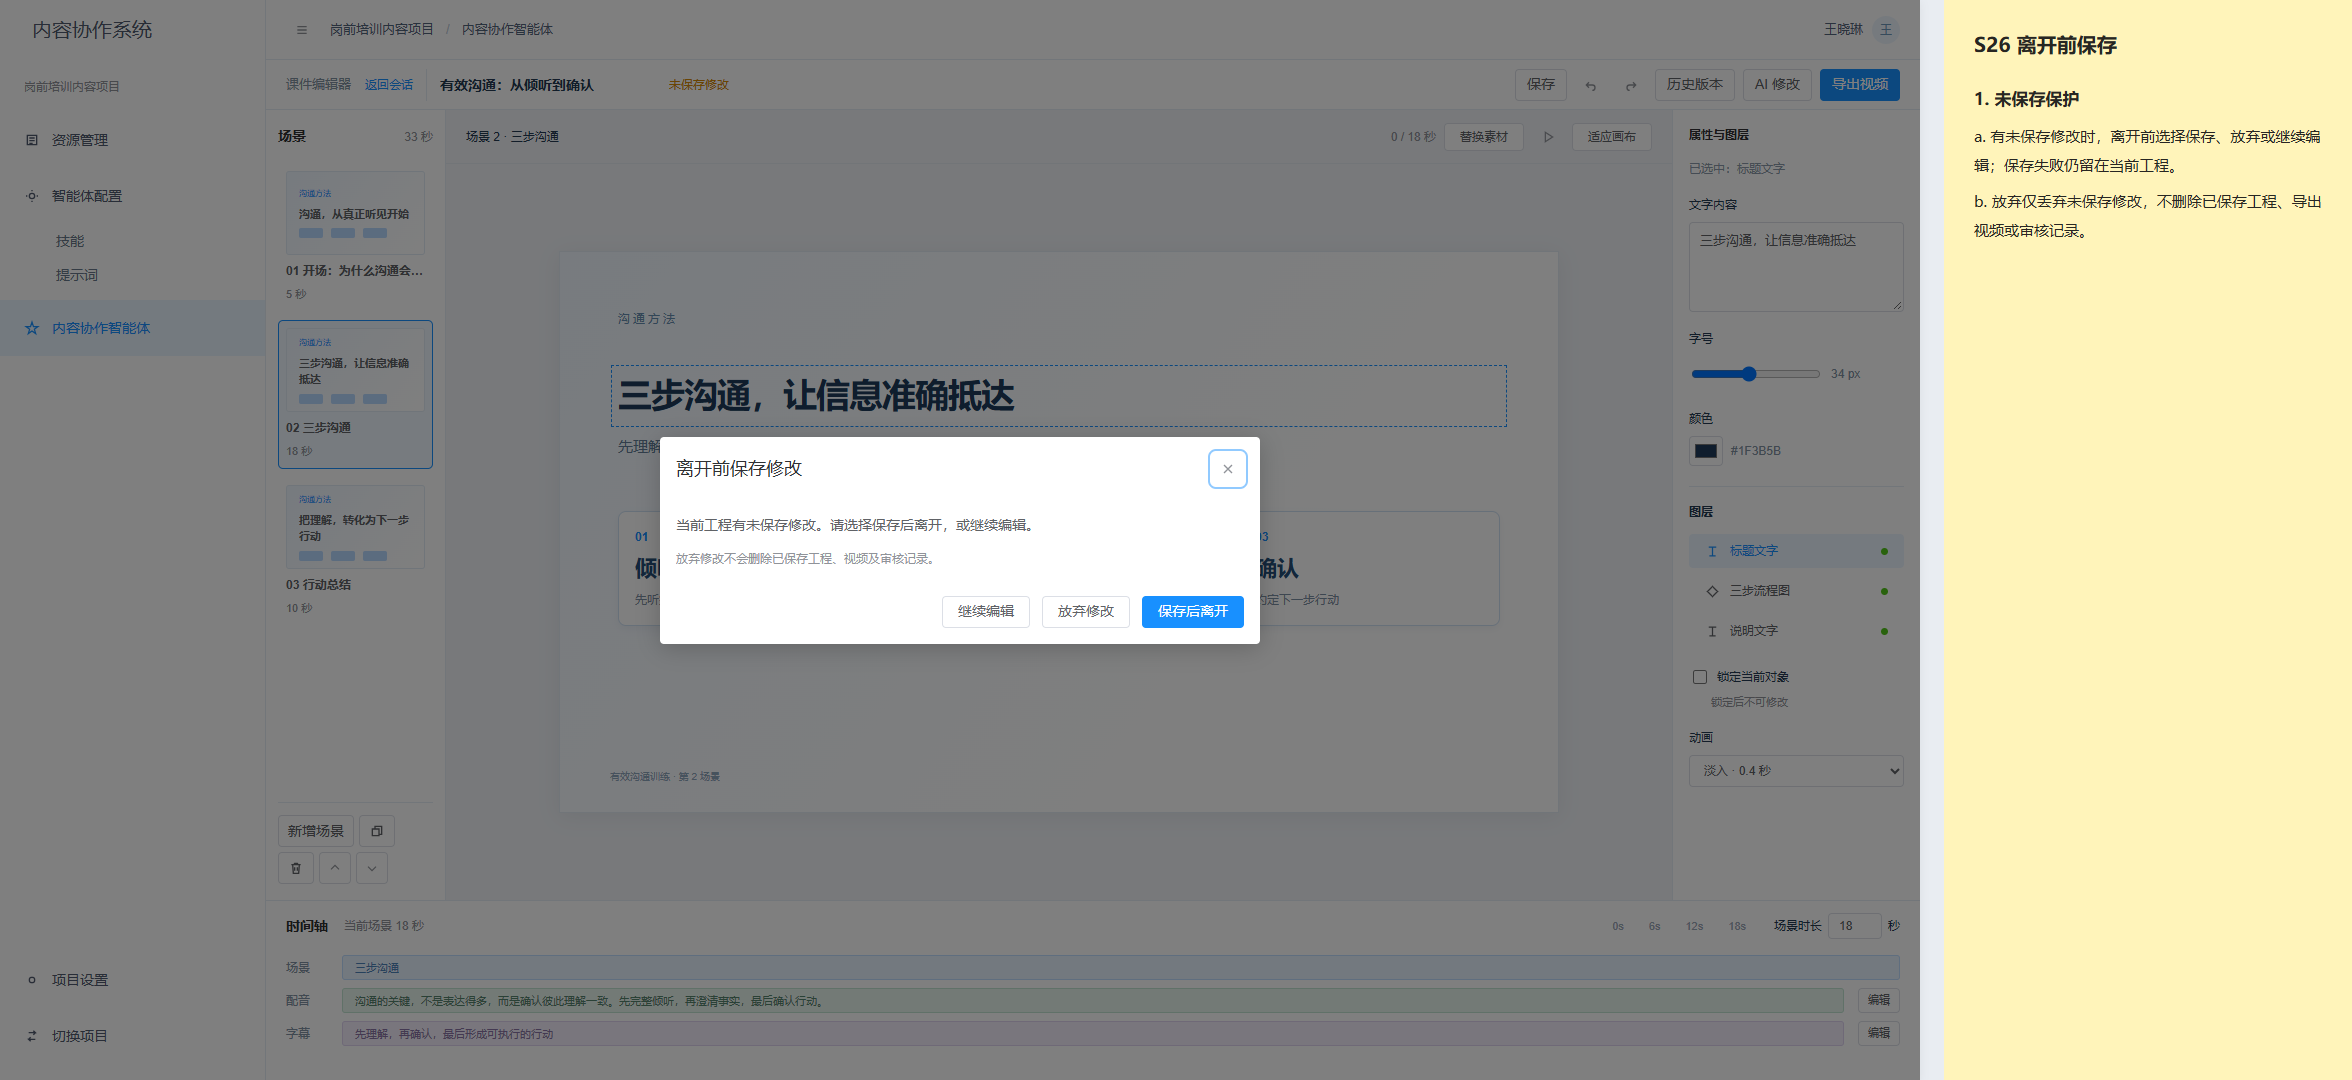 内容协作系统
岗前培训内容项目
资源管理
智能体配置
技能
提示词
内容协作智能体
项目设置
切换项目
岗前培训内容项目 / 内容协作智能体
王晓琳 王
课件编辑器 返回会话 有效沟通：从倾听到确认 未保存修改
保存 历史版本 AI 修改 导出视频
场景 33 秒
沟通方法
沟通，从真正听见开始
01 开场：为什么沟通会...
5 秒
沟通方法
三步沟通，让信息准确
抵达
02 三步沟通
18 秒
沟通方法
把理解，转化为下一步
行动
03 行动总结
10 秒
新增场景
场景 2 · 三步沟通 0 / 18 秒 替换素材 适应画布
沟通方法
三步沟通，让信息准确抵达
先理解
01
倾
先听
03
确认
定下一步行动
有效沟通训练 · 第 2 场景
离开前保存修改
当前工程有未保存修改。请选择保存后离开，或继续编辑。
放弃修改不会删除已保存工程、视频及审核记录。
继续编辑 放弃修改 保存后离开
属性与图层
已选中：标题文字
文字内容
三步沟通，让信息准确抵达
字号
34 px
颜色
#1F3B5B
图层
标题文字
三步流程图
说明文字
锁定当前对象
锁定后不可修改
动画
淡入 · 0.4 秒
时间轴 当前场景 18 秒 0s 6s 12s 18s 场景时长 18 秒
场景 三步沟通
配音 沟通的关键，不是表达得多，而是确认彼此理解一致。先完整倾听，再澄清事实，最后确认行动。 编辑
字幕 先理解，再确认，最后形成可执行的行动 编辑
S26 离开前保存
1. 未保存保护
a. 有未保存修改时，离开前选择保存、放弃或继续编
辑；保存失败仍留在当前工程。
b. 放弃仅丢弃未保存修改，不删除已保存工程、导出
视频或审核记录。